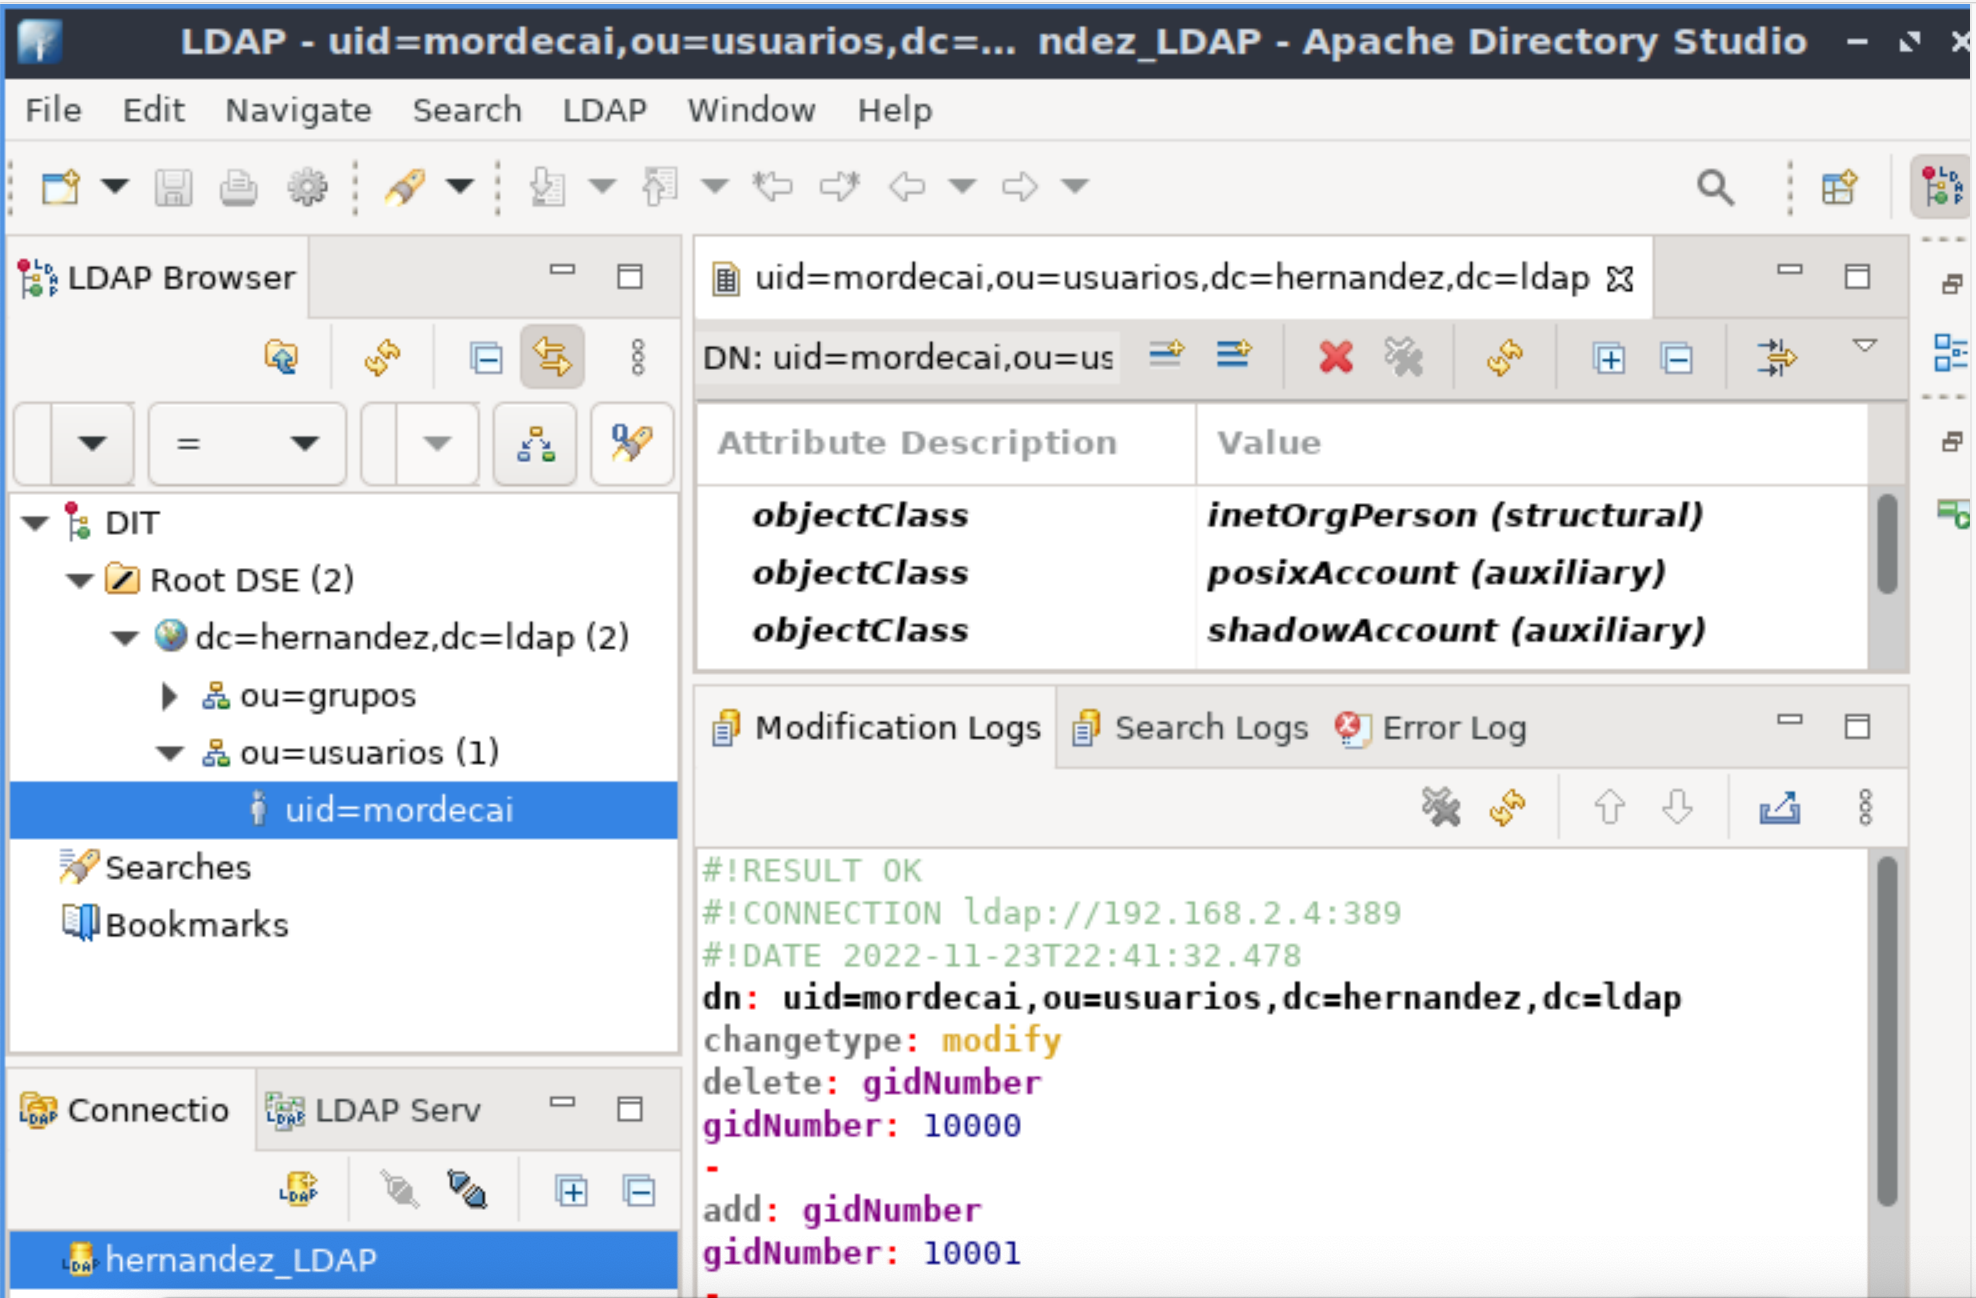 LDAP - uid=mordecai,ou=usuarios,dc=... ndez_LDAP - Apache Directory Studio
File Edit Navigate Search LDAP Window Help
LDAP Browser
=
DIT
Root DSE (2)
dc=hernandez,dc=ldap (2)
ou=grupos
ou=usuarios (1)
uid=mordecai
Searches
Bookmarks
Connectio
LDAP Serv
hernandez_LDAP
uid=mordecai,ou=usuarios,dc=hernandez,dc=ldap
DN: uid=mordecai,ou=us
Attribute Description Value
objectClass inetOrgPerson (structural)
objectClass posixAccount (auxiliary)
objectClass shadowAccount (auxiliary)
Modification Logs Search Logs Error Log
#!RESULT OK
#!CONNECTION ldap://192.168.2.4:389
#!DATE 2022-11-23T22:41:32.478
dn: uid=mordecai,ou=usuarios,dc=hernandez,dc=ldap
changetype: modify
delete: gidNumber
gidNumber: 10000
-
add: gidNumber
gidNumber: 10001
-